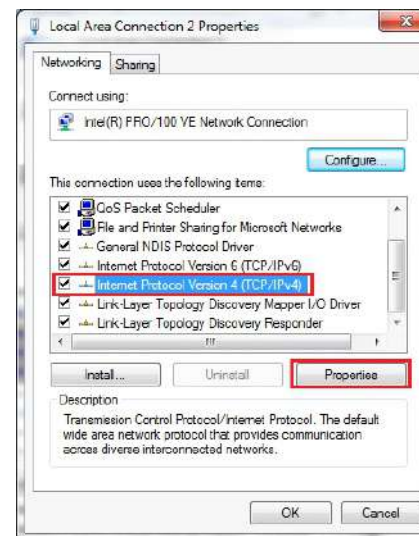 Local Area Connection 2 Properties
Networking Sharing
Connect using:
Intel(R) PRO/100 VE Network Connection
Configure...
This connection uses the following items:
QoS Packet Scheduler
File and Printer Sharing for Microsoft Networks
General NDIS Protocol Driver
Internet Protocol Version 6 (TCP/IPv6)
Internet Protocol Version 4 (TCP/IPv4)
Link-Layer Topology Discovery Mapper I/O Driver
Link-Layer Topology Discovery Responder
Install... Uninstall Properties
Description
Transmission Control Protocol/Internet Protocol. The default
wide area network protocol that provides communication
across diverse interconnected networks.
OK Cancel